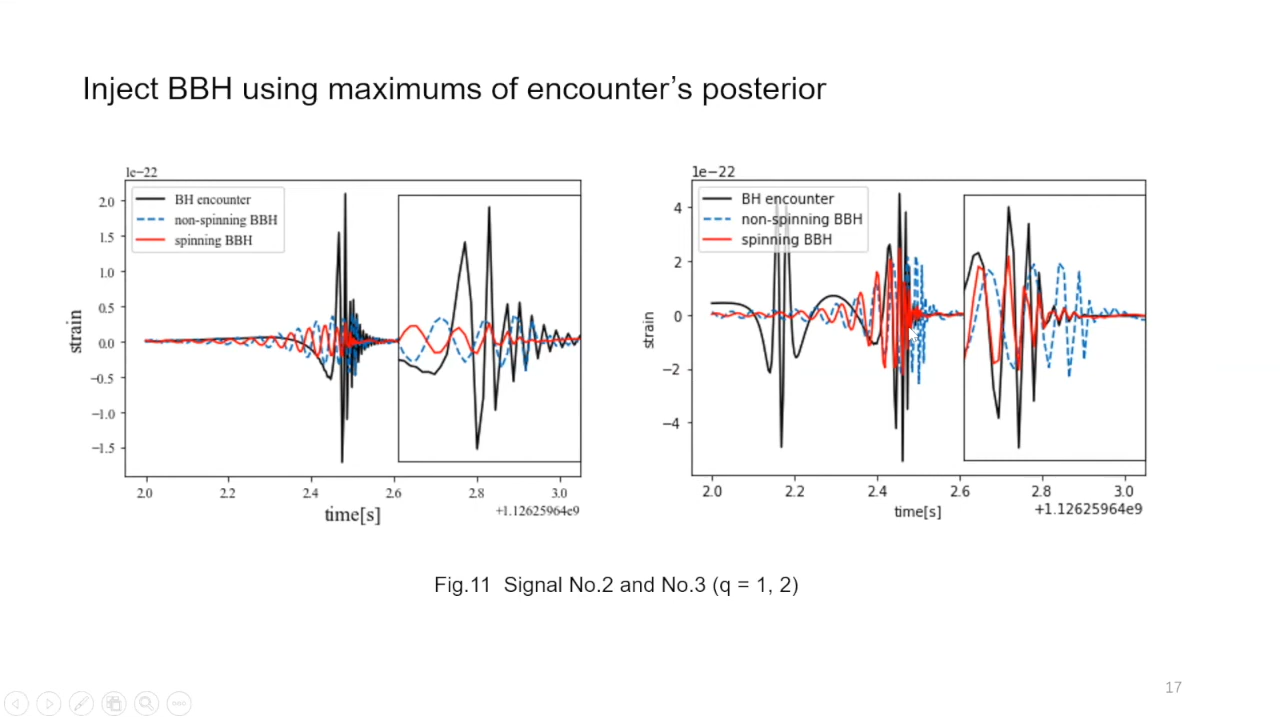 Inject BBH using maximums of encounter's posterior
1e−22
BH encounter
non-spinning BBH
spinning BBH
2.0
1.5
1.0
0.5
0.0
−0.5
−1.0
−1.5
strain
2.0
2.2
2.4
2.6
2.8
3.0
time[s]
+1.12625964e9
1e−22
BH encounter
non-spinning BBH
spinning BBH
4
2
0
−2
−4
strain
2.0
2.2
2.4
2.6
2.8
3.0
time[s]
+1.12625964e9
Fig.11 Signal No.2 and No.3 (q = 1, 2)
17